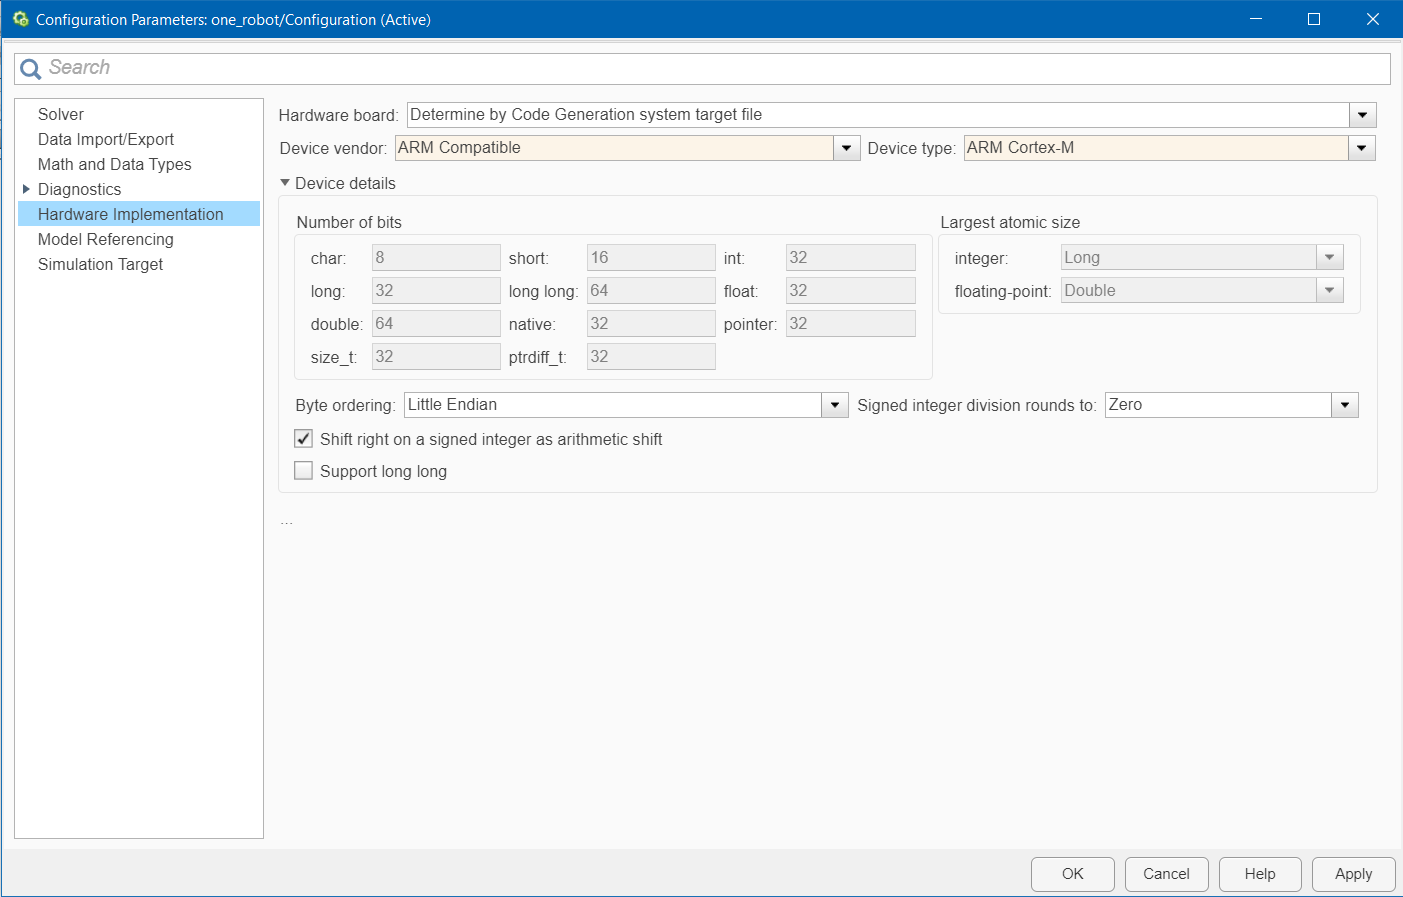 Configuration Parameters: one_robot/Configuration (Active)
Search
Solver
Data Import/Export
Math and Data Types
Diagnostics
Hardware Implementation
Model Referencing
Simulation Target
Hardware board: Determine by Code Generation system target file
Device vendor: ARM Compatible Device type: ARM Cortex-M
Device details
Number of bits
char: 8 short: 16 int: 32
long: 32 long long: 64 float: 32
double: 64 native: 32 pointer: 32
size_t: 32 ptrdiff_t: 32
Largest atomic size
integer: Long
floating-point: Double
Byte ordering: Little Endian Signed integer division rounds to: Zero
Shift right on a signed integer as arithmetic shift
Support long long
...
OK Cancel Help Apply